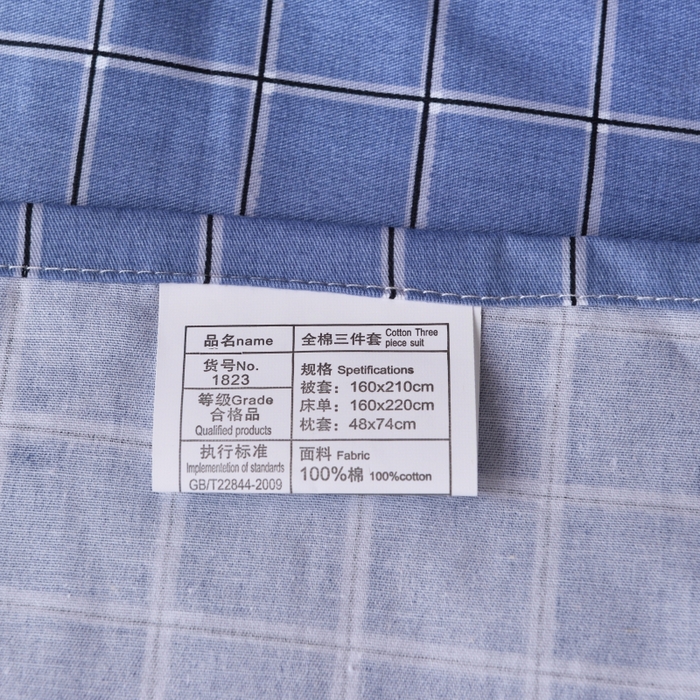 品名name
全棉三件套 Cotton Three piece suit
货号No.
1823
规格 Spetifications
被套：160x210cm
床单：160x220cm
枕套：48x74cm
等级Grade
合格品
Qualified products
执行标准
Implementetion of standards
GB/T22844-2009
面料 Fabric
100%棉 100%cotton